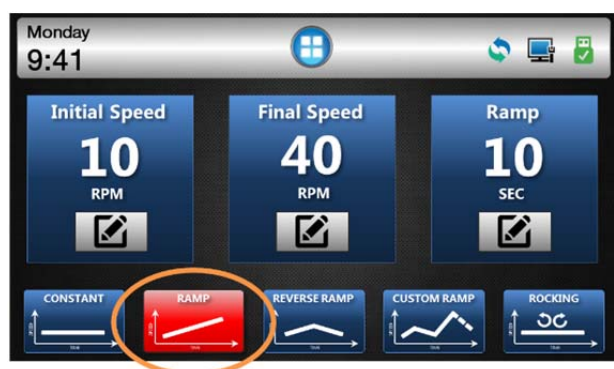 Monday
9:41
Initial Speed
10
RPM
Final Speed
40
RPM
Ramp
10
SEC
CONSTANT
RAMP
REVERSE RAMP
CUSTOM RAMP
ROCKING